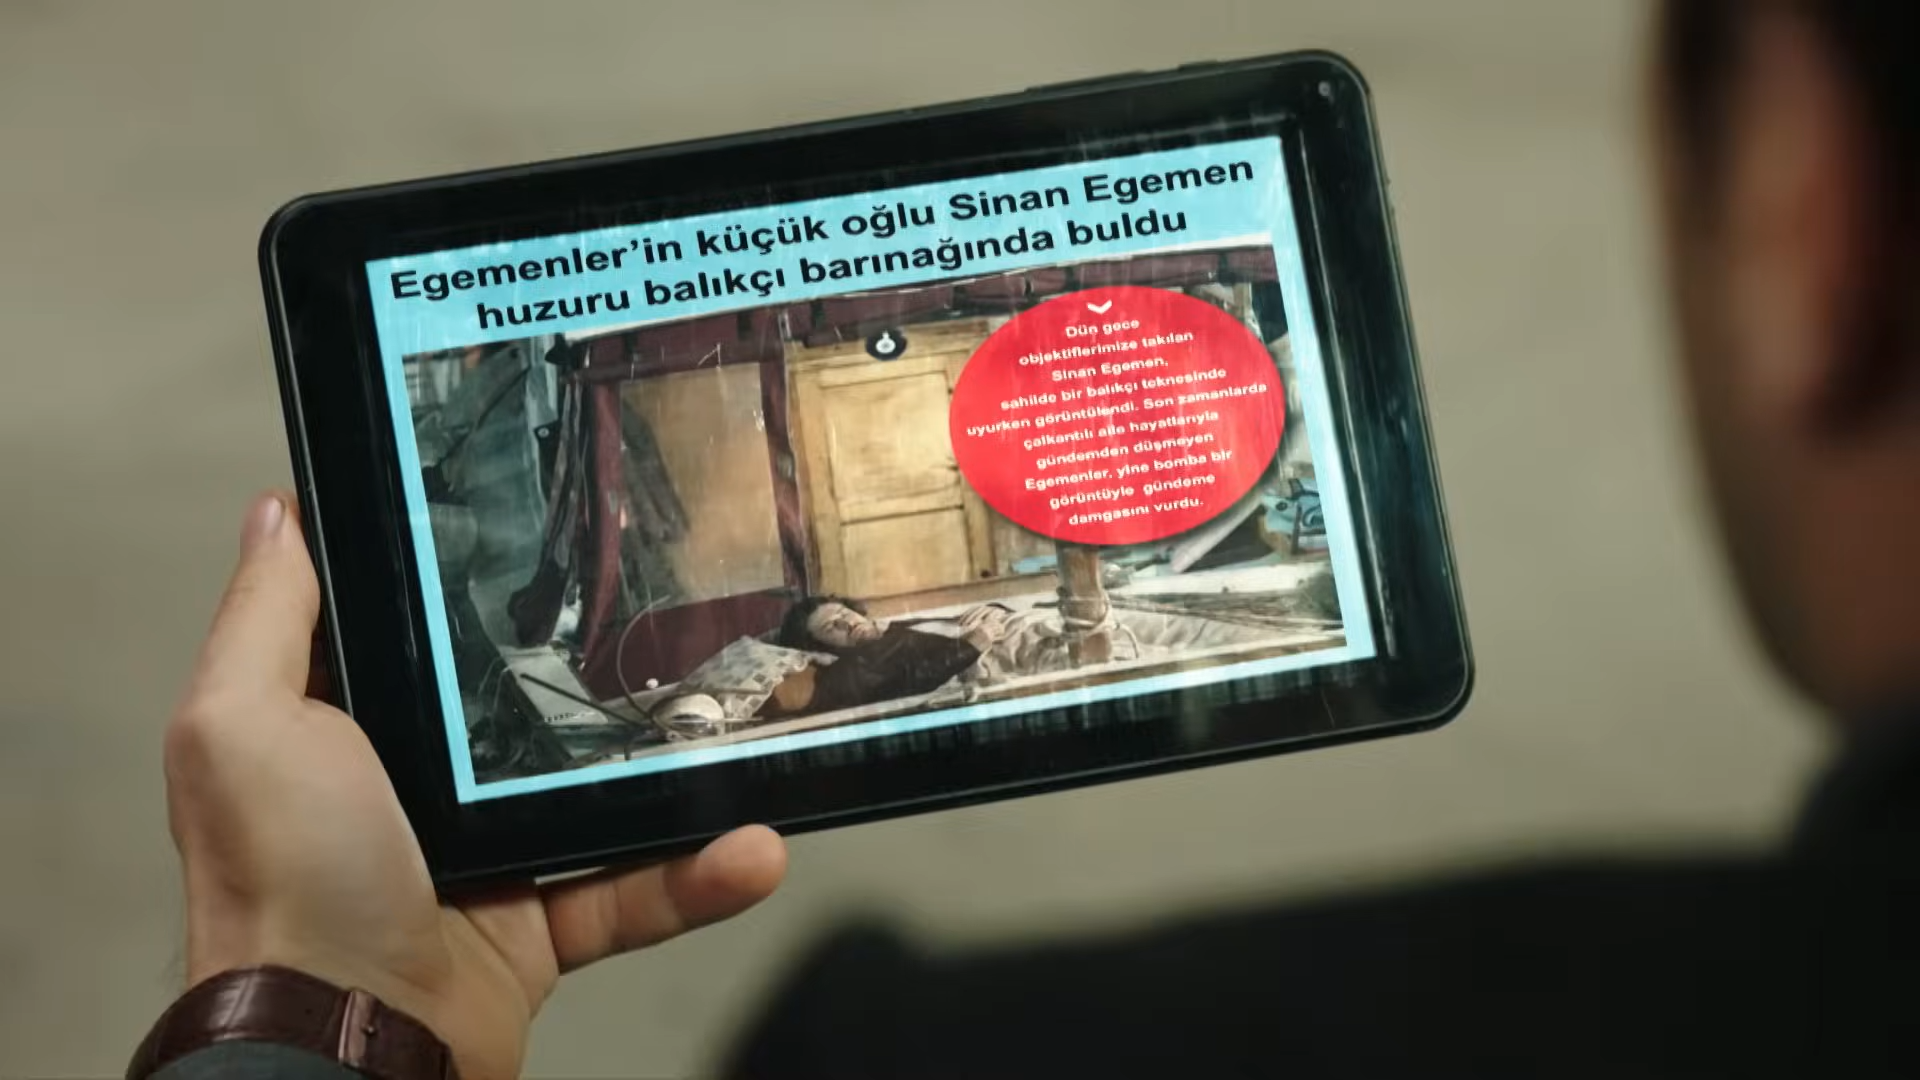 Egemenler’in küçük oğlu Sinan Egemen
huzuru balıkçı barınağında buldu
Dün gece
objektiflerimize takılan
Sinan Egemen,
sahilde bir balıkçı teknesinde
uyurken görüntülendi. Son zamanlarda
çalkantılı aile hayatlarıyla
gündemden düşmeyen
Egemenler, yine bomba bir
görüntüyle gündeme
damgasını vurdu.